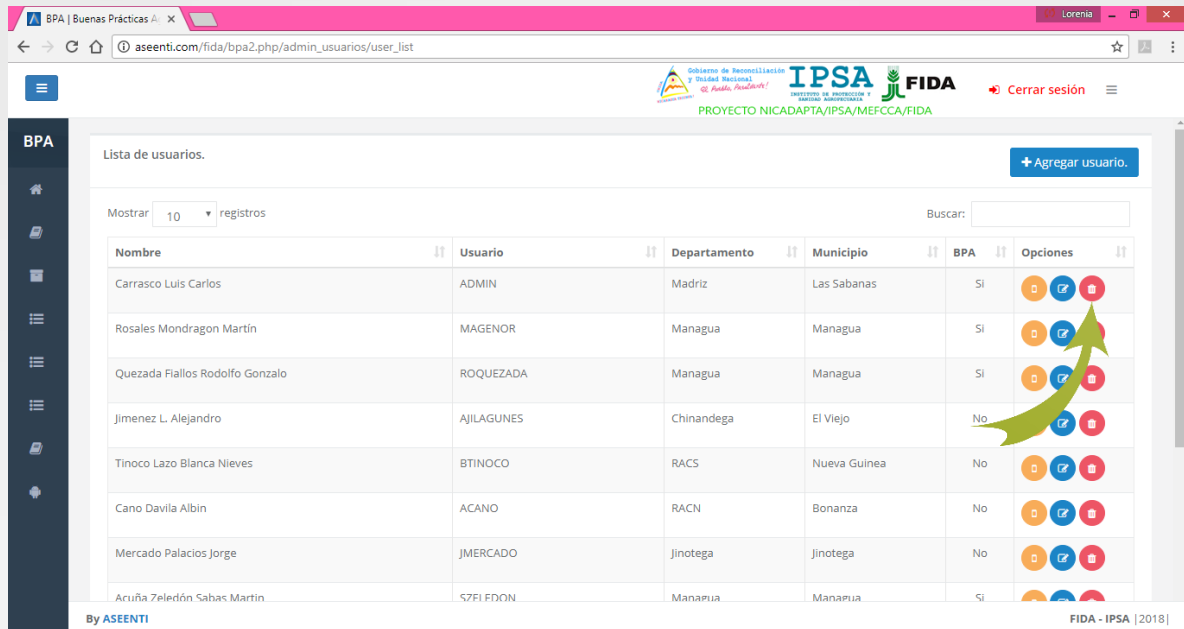 BPA | Buenas Prácticas A
Lorenia
aseenti.com/fida/bpa2.php/admin_usuarios/user_list
Gobierno de Reconciliación
y Unidad Nacional
El Pueblo, Presidente!
IPSA
INSTITUTO DE PROTECCIÓN Y
SANIDAD AGROPECUARIA
FIDA
PROYECTO NICADAPTA/IPSA/MEFCCA/FIDA
Cerrar sesión
BPA
Lista de usuarios.
Agregar usuario.
Mostrar 10 registros
Buscar:
Nombre Usuario Departamento Municipio BPA Opciones
Carrasco Luis Carlos ADMIN Madriz Las Sabanas Si
Rosales Mondragon Martín MAGENOR Managua Managua Si
Quezada Fiallos Rodolfo Gonzalo ROQUEZADA Managua Managua Si
Jimenez L. Alejandro AJILAGUNES Chinandega El Viejo No
Tinoco Lazo Blanca Nieves BTINOCO RACS Nueva Guinea No
Cano Davila Albin ACANO RACN Bonanza No
Mercado Palacios Jorge JMERCADO Jinotega Jinotega No
Acuña Zeledón Sabas Martin SZELEDON Managua Managua Si
By ASEENTI
FIDA - IPSA |2018|